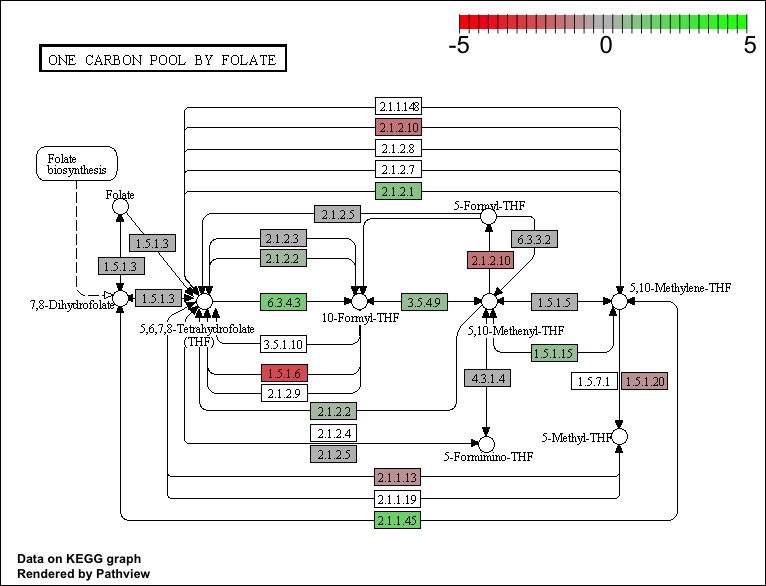 -5 0 5
ONE CARBON POOL BY FOLATE
2.1.1.148
2.1.2.10
2.1.2.8
2.1.2.7
2.1.2.1
Folate
biosynthesis
Folate
5-Formyl-THF
2.1.2.5
1.5.1.3
2.1.2.3
6.3.3.2
2.1.2.2
2.1.2.10
1.5.1.3
7,8-Dihydrofolate
1.5.1.3
6.3.4.3
3.5.4.9
1.5.1.5
5,10-Methylene-THF
5,6,7,8-Tetrahydrofolate
(THF)
10-Formyl-THF
5,10-Methenyl-THF
3.5.1.10
1.5.1.15
1.5.1.6
4.3.1.4
1.5.7.1
1.5.1.20
2.1.2.9
2.1.2.2
2.1.2.4
2.1.2.5
5-Formimino-THF
5-Methyl-THF
2.1.1.13
2.1.1.19
2.1.1.45
Data on KEGG graph
Rendered by Pathview